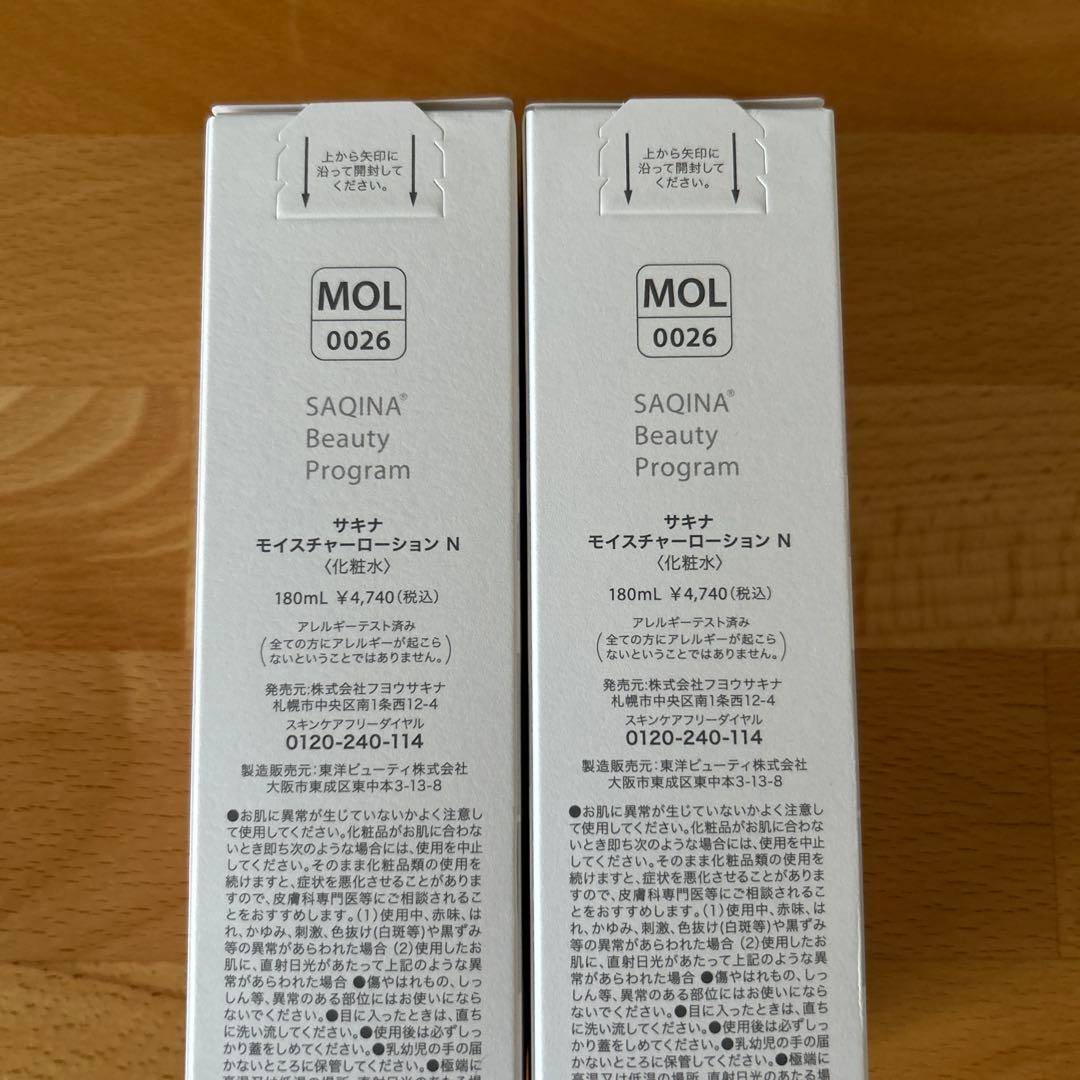 上から矢印に
沿って開封して
ください。
MOL
0026
SAQINA®
Beauty
Program
サキナ
モイスチャーローション N
〈化粧水〉
180mL ￥4,740(税込)
アレルギーテスト済み
(全ての方にアレルギーが起こら
ないということではありません。)
発売元:株式会社フヨウサキナ
札幌市中央区南1条西12-4
スキンケアフリーダイヤル
0120-240-114
製造販売元:東洋ビューティ株式会社
大阪市東成区東中本3-13-8
●お肌に異常が生じていないかよく注意し
て使用してください。化粧品がお肌に合わな
いとき即ち次のような場合には、使用を中止
してください。そのまま化粧品類の使用を
続けますと、症状を悪化させることがありま
すので、皮膚科専門医等にご相談されるこ
とをおすすめします。(1)使用中、赤味、は
れ、かゆみ、刺激、色抜け(白斑等)や黒ずみ
等の異常があらわれた場合 (2)使用したお
肌に、直射日光があたって上記のような異
常があらわれた場合 ●傷やはれもの、しっ
しん等、異常のある部位にはお使いになら
ないでください。●目に入ったときは、直ち
に洗い流してください。●使用後は必ずしっ
かり蓋をしめてください。●乳幼児の手の届
かないところに保管してください。●極端に
高温又は低温の場所、直射日光のあたる場
上から矢印に
沿って開封して
ください。
MOL
0026
SAQINA®
Beauty
Program
サキナ
モイスチャーローション N
〈化粧水〉
180mL ￥4,740(税込)
アレルギーテスト済み
(全ての方にアレルギーが起こら
ないということではありません。)
発売元:株式会社フヨウサキナ
札幌市中央区南1条西12-4
スキンケアフリーダイヤル
0120-240-114
製造販売元:東洋ビューティ株式会社
大阪市東成区東中本3-13-8
●お肌に異常が生じていないかよく注意し
て使用してください。化粧品がお肌に合わな
いとき即ち次のような場合には、使用を中止
してください。そのまま化粧品類の使用を
続けますと、症状を悪化させることがありま
すので、皮膚科専門医等にご相談されるこ
とをおすすめします。(1)使用中、赤味、は
れ、かゆみ、刺激、色抜け(白斑等)や黒ずみ
等の異常があらわれた場合 (2)使用したお
肌に、直射日光があたって上記のような異
常があらわれた場合 ●傷やはれもの、しっ
しん等、異常のある部位にはお使いになら
ないでください。●目に入ったときは、直ち
に洗い流してください。●使用後は必ずしっ
かり蓋をしめてください。●乳幼児の手の届
かないところに保管してください。●極端に
高温又は低温の場所、直射日光のあたる場